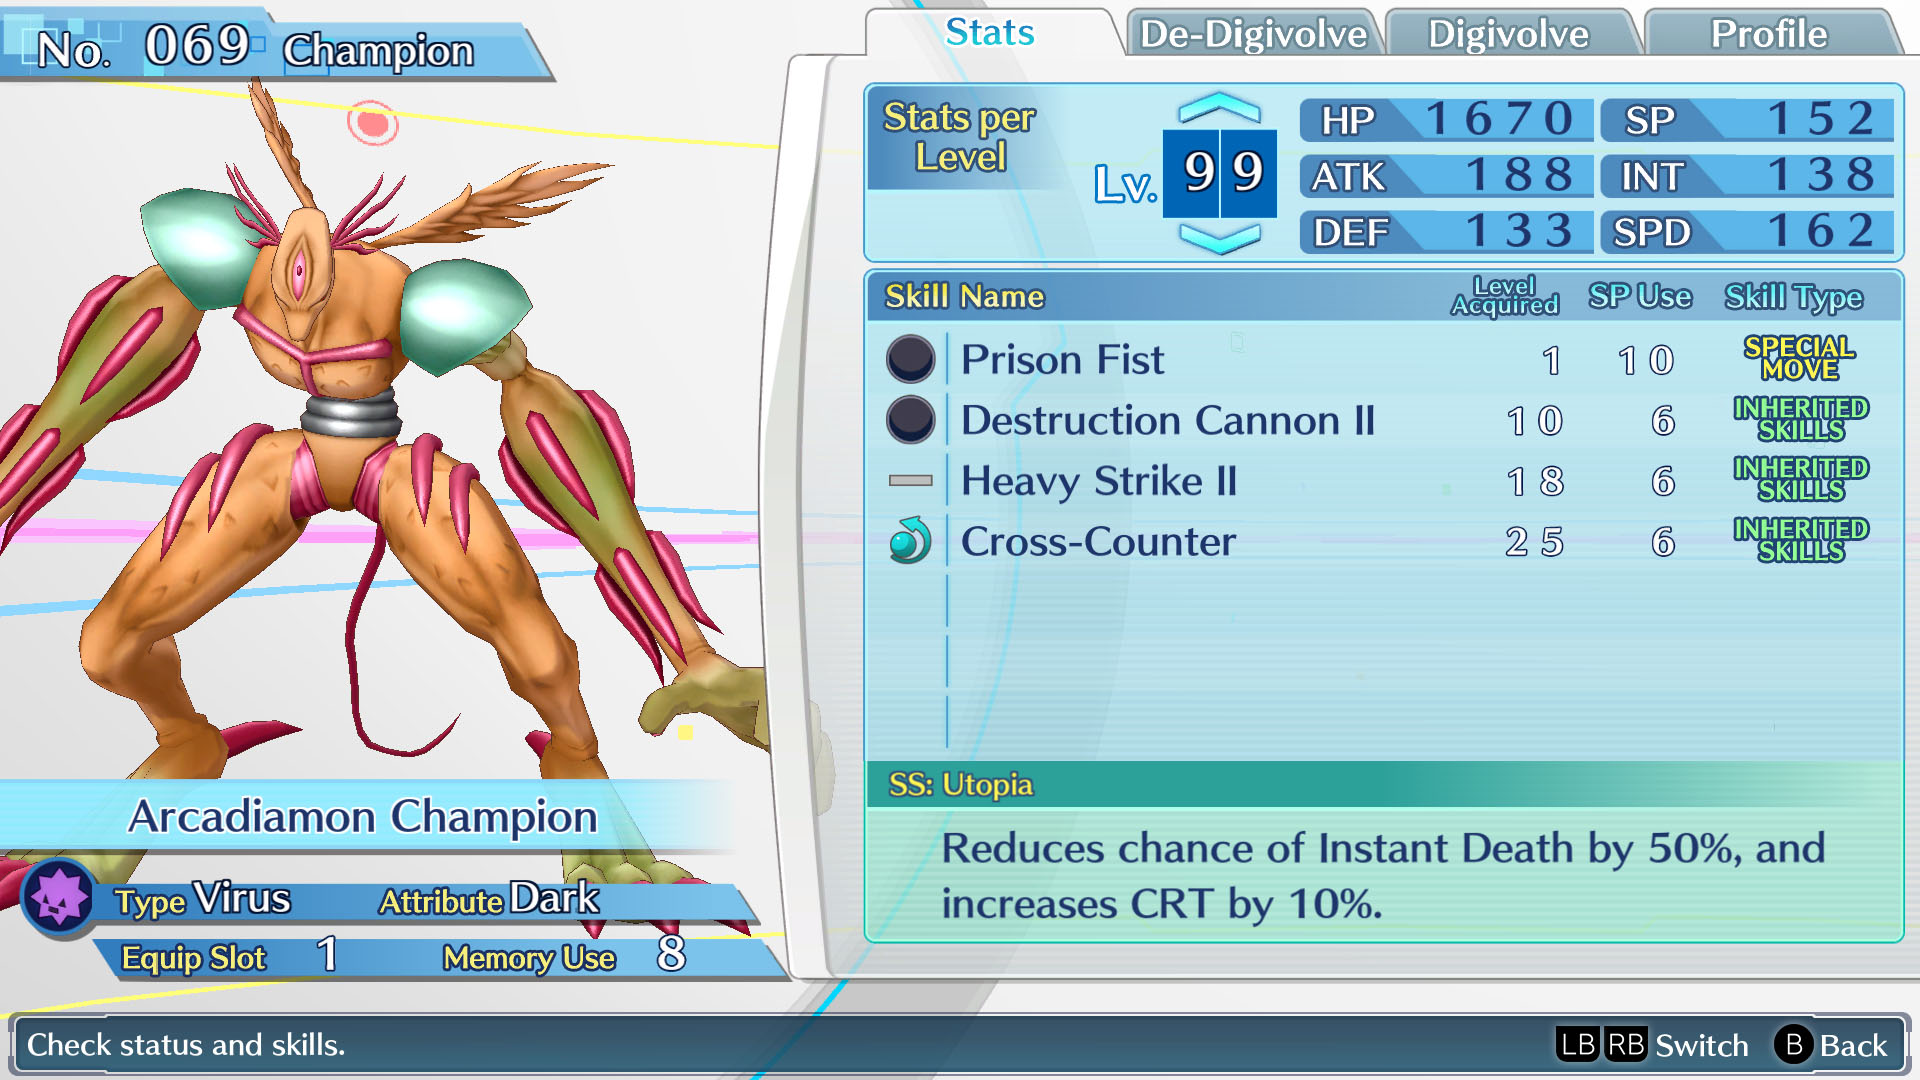 No. 069 Champion
Stats
De-Digivolve
Digivolve
Profile
Stats per
Level
Lv. 99
HP 1670
SP 152
ATK 188
INT 138
DEF 133
SPD 162
Skill Name
Level
Acquired
SP Use
Skill Type
Prison Fist 1 10 SPECIAL
MOVE
Destruction Cannon II 10 6 INHERITED
SKILLS
Heavy Strike II 18 6 INHERITED
SKILLS
Cross-Counter 25 6 INHERITED
SKILLS
SS: Utopia
Reduces chance of Instant Death by 50%, and
increases CRT by 10%.
Arcadiamon Champion
Type Virus Attribute Dark
Equip Slot 1 Memory Use 8
Check status and skills.
LB RB Switch B Back